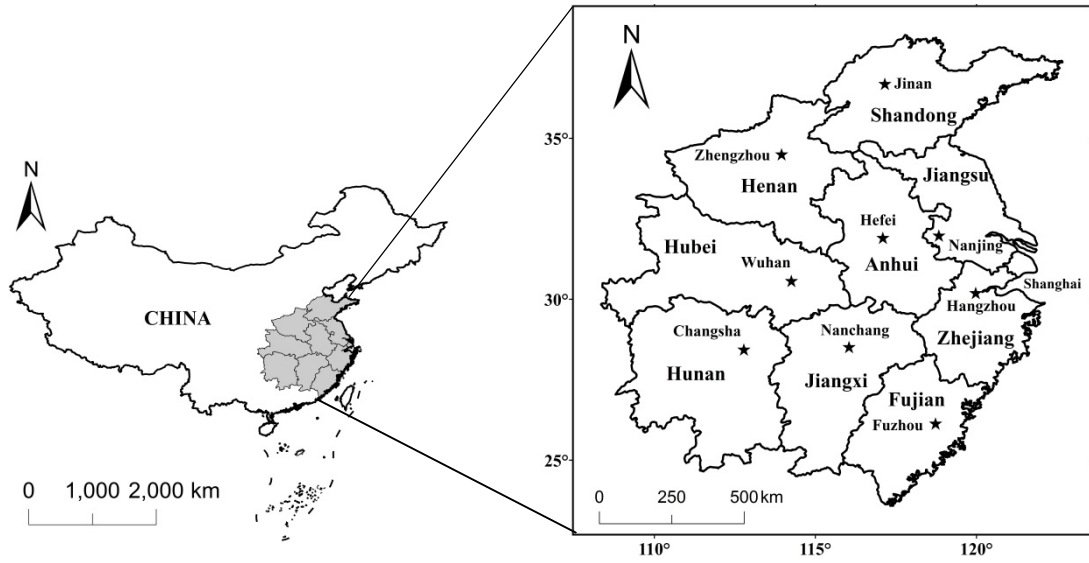 N
CHINA
0 1,000 2,000 km
N
Jinan
Shandong
35°
Zhengzhou
Henan
Jiangsu
Hefei
Anhui
Nanjing
Hubei
Wuhan
Shanghai
30°
Hangzhou
Zhejiang
Changsha
Hunan
Nanchang
Jiangxi
Fujian
Fuzhou
25°
0 250 500 km
110° 115° 120°